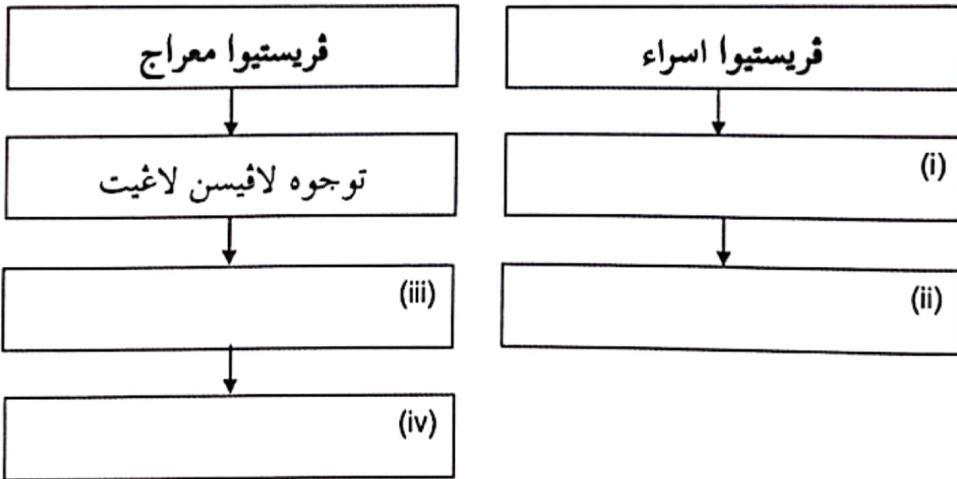 ڤريستيوا اسراء
(i)
(ii)
ڤريستيوا معراج
توجوه لاڤيسن لاڠيت
(iii)
(iv)